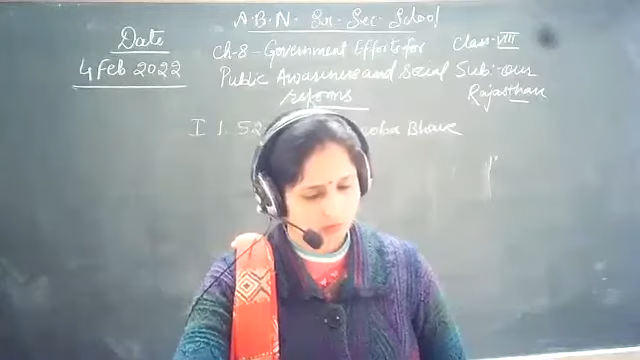 A.B.N. Sr. Sec. School
Date
4 Feb 2022
Ch-8 - Government Efforts for
Public Awareness and Social
reforms
Class - VIII
Sub:- our
Rajasthan
I 1. 52 Bhave